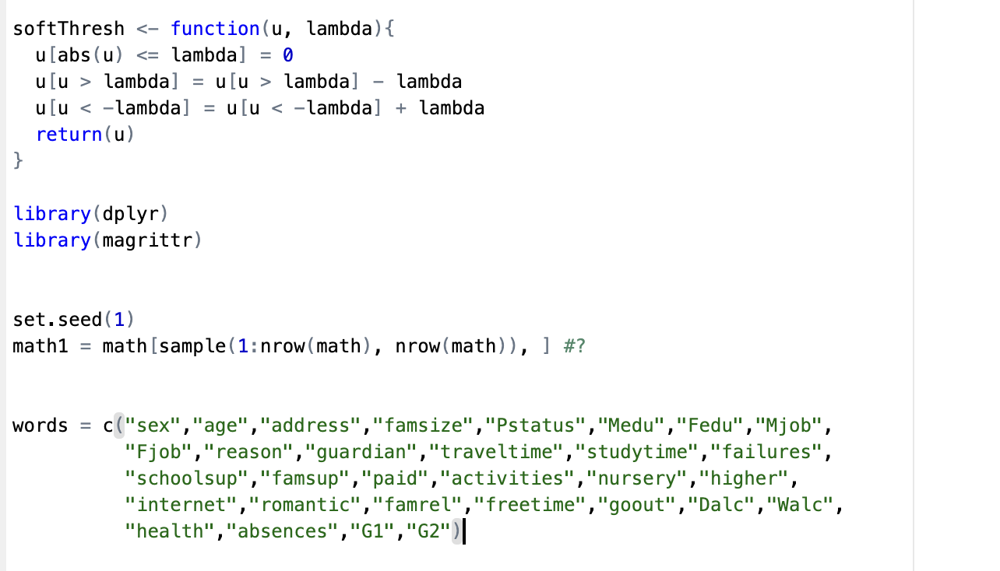 softThresh <- function(u, lambda){
  u[abs(u) <= lambda] = 0
  u[u > lambda] = u[u > lambda] - lambda
  u[u < -lambda] = u[u < -lambda] + lambda
  return(u)
}
library(dplyr)
library(magrittr)
set.seed(1)
math1 = math[sample(1:nrow(math), nrow(math)), ] #?
words = c("sex","age","address","famsize","Pstatus","Medu","Fedu","Mjob",
          "Fjob","reason","guardian","traveltime","studytime","failures",
          "schoolsup","famsup","paid","activities","nursery","higher",
          "internet","romantic","famrel","freetime","goout","Dalc","Walc",
          "health","absences","G1","G2")